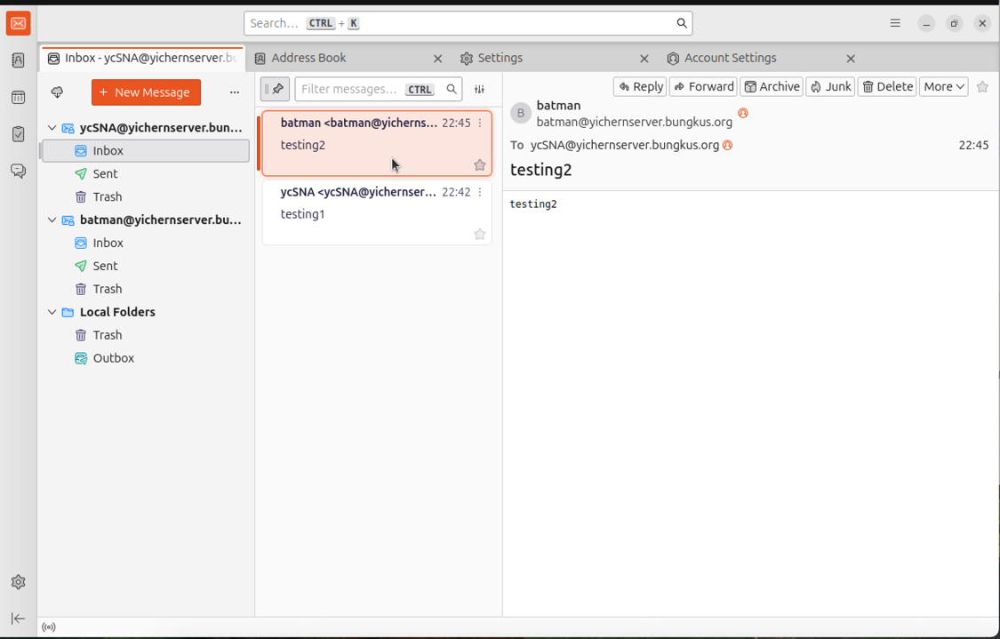 Search... CTRL + K
Inbox - ycSNA@yichernserver.bu
Address Book
Settings
Account Settings
+ New Message
...
ycSNA@yichernserver.bun...
Inbox
Sent
Trash
batman@yichernserver.bu...
Inbox
Sent
Trash
Local Folders
Trash
Outbox
Filter messages... CTRL
batman <batman@yicherns... 22:45
testing2
ycSNA <ycSNA@yichernser... 22:42
testing1
Reply Forward Archive Junk Delete More
B
batman
batman@yichernserver.bungkus.org
To ycSNA@yichernserver.bungkus.org 22:45
testing2
testing2